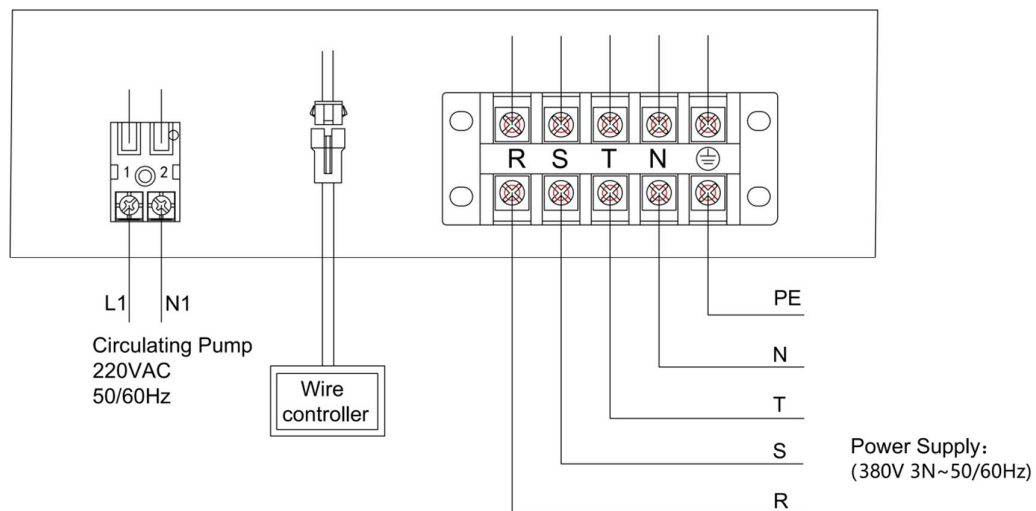 1 2
R S T N
L1 N1
Circulating Pump
220VAC
50/60Hz
Wire
controller
PE
N
T
S
R
Power Supply:
(380V 3N~50/60Hz)